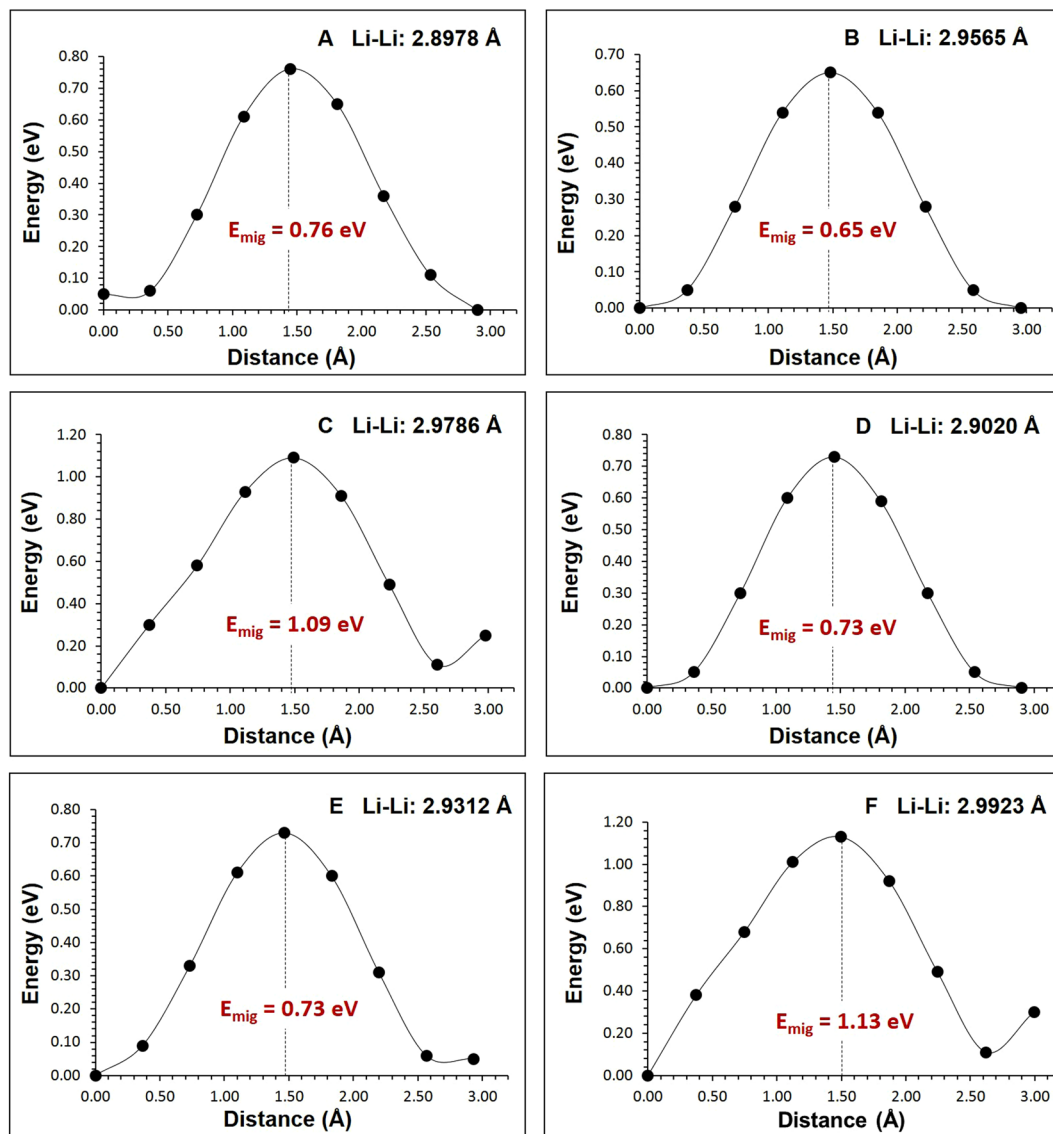 A Li-Li: 2.8978 Å
Energy (eV)
0.80
0.70
0.60
0.50
0.40
0.30
0.20
0.10
0.00
E_mig = 0.76 eV
0.00 0.50 1.00 1.50 2.00 2.50 3.00
Distance (Å)
B Li-Li: 2.9565 Å
Energy (eV)
0.70
0.60
0.50
0.40
0.30
0.20
0.10
0.00
E_mig = 0.65 eV
0.00 0.50 1.00 1.50 2.00 2.50 3.00
Distance (Å)
C Li-Li: 2.9786 Å
Energy (eV)
1.20
1.00
0.80
0.60
0.40
0.20
0.00
E_mig = 1.09 eV
0.00 0.50 1.00 1.50 2.00 2.50 3.00
Distance (Å)
D Li-Li: 2.9020 Å
Energy (eV)
0.80
0.70
0.60
0.50
0.40
0.30
0.20
0.10
0.00
E_mig = 0.73 eV
0.00 0.50 1.00 1.50 2.00 2.50 3.00
Distance (Å)
E Li-Li: 2.9312 Å
Energy (eV)
0.80
0.70
0.60
0.50
0.40
0.30
0.20
0.10
0.00
E_mig = 0.73 eV
0.00 0.50 1.00 1.50 2.00 2.50 3.00
Distance (Å)
F Li-Li: 2.9923 Å
Energy (eV)
1.20
1.00
0.80
0.60
0.40
0.20
0.00
E_mig = 1.13 eV
0.00 0.50 1.00 1.50 2.00 2.50 3.00
Distance (Å)